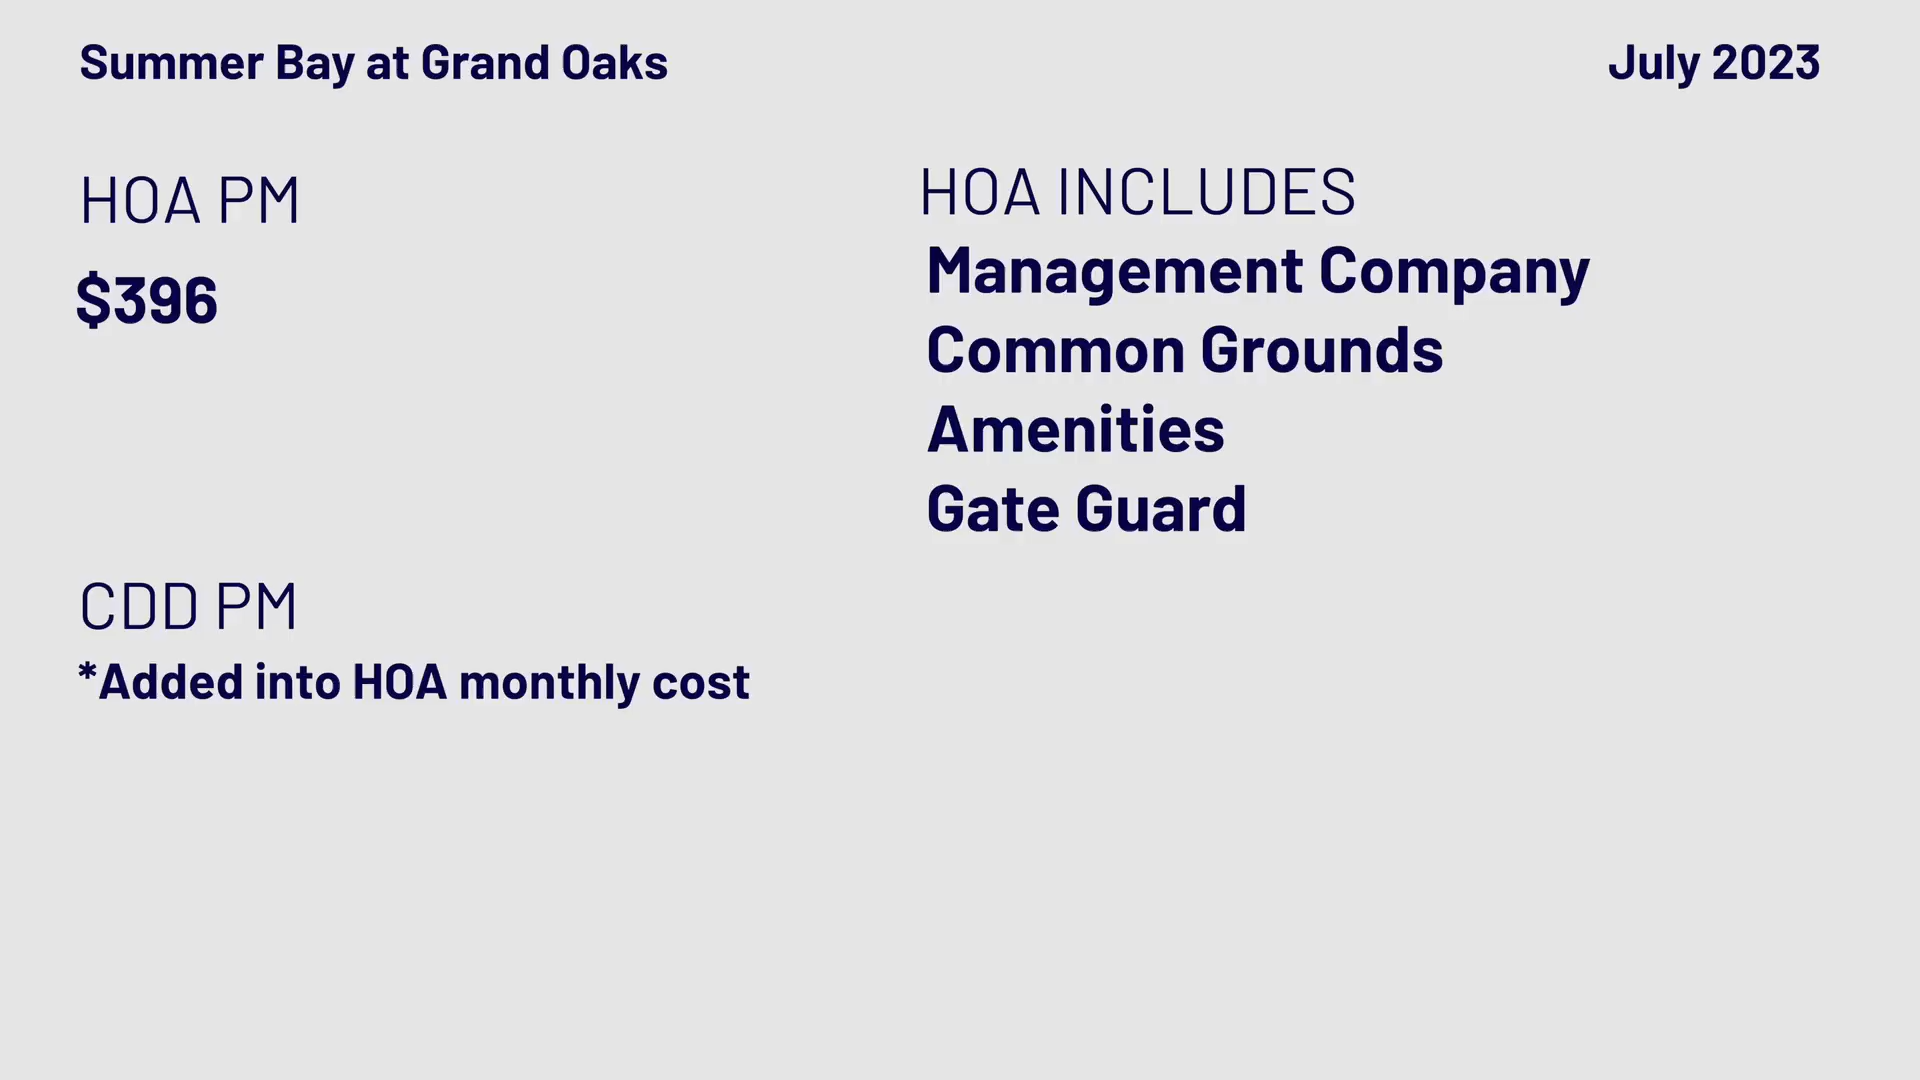 Summer Bay at Grand Oaks
July 2023
HOA PM
$396
HOA INCLUDES
Management Company
Common Grounds
Amenities
Gate Guard
CDD PM
*Added into HOA monthly cost